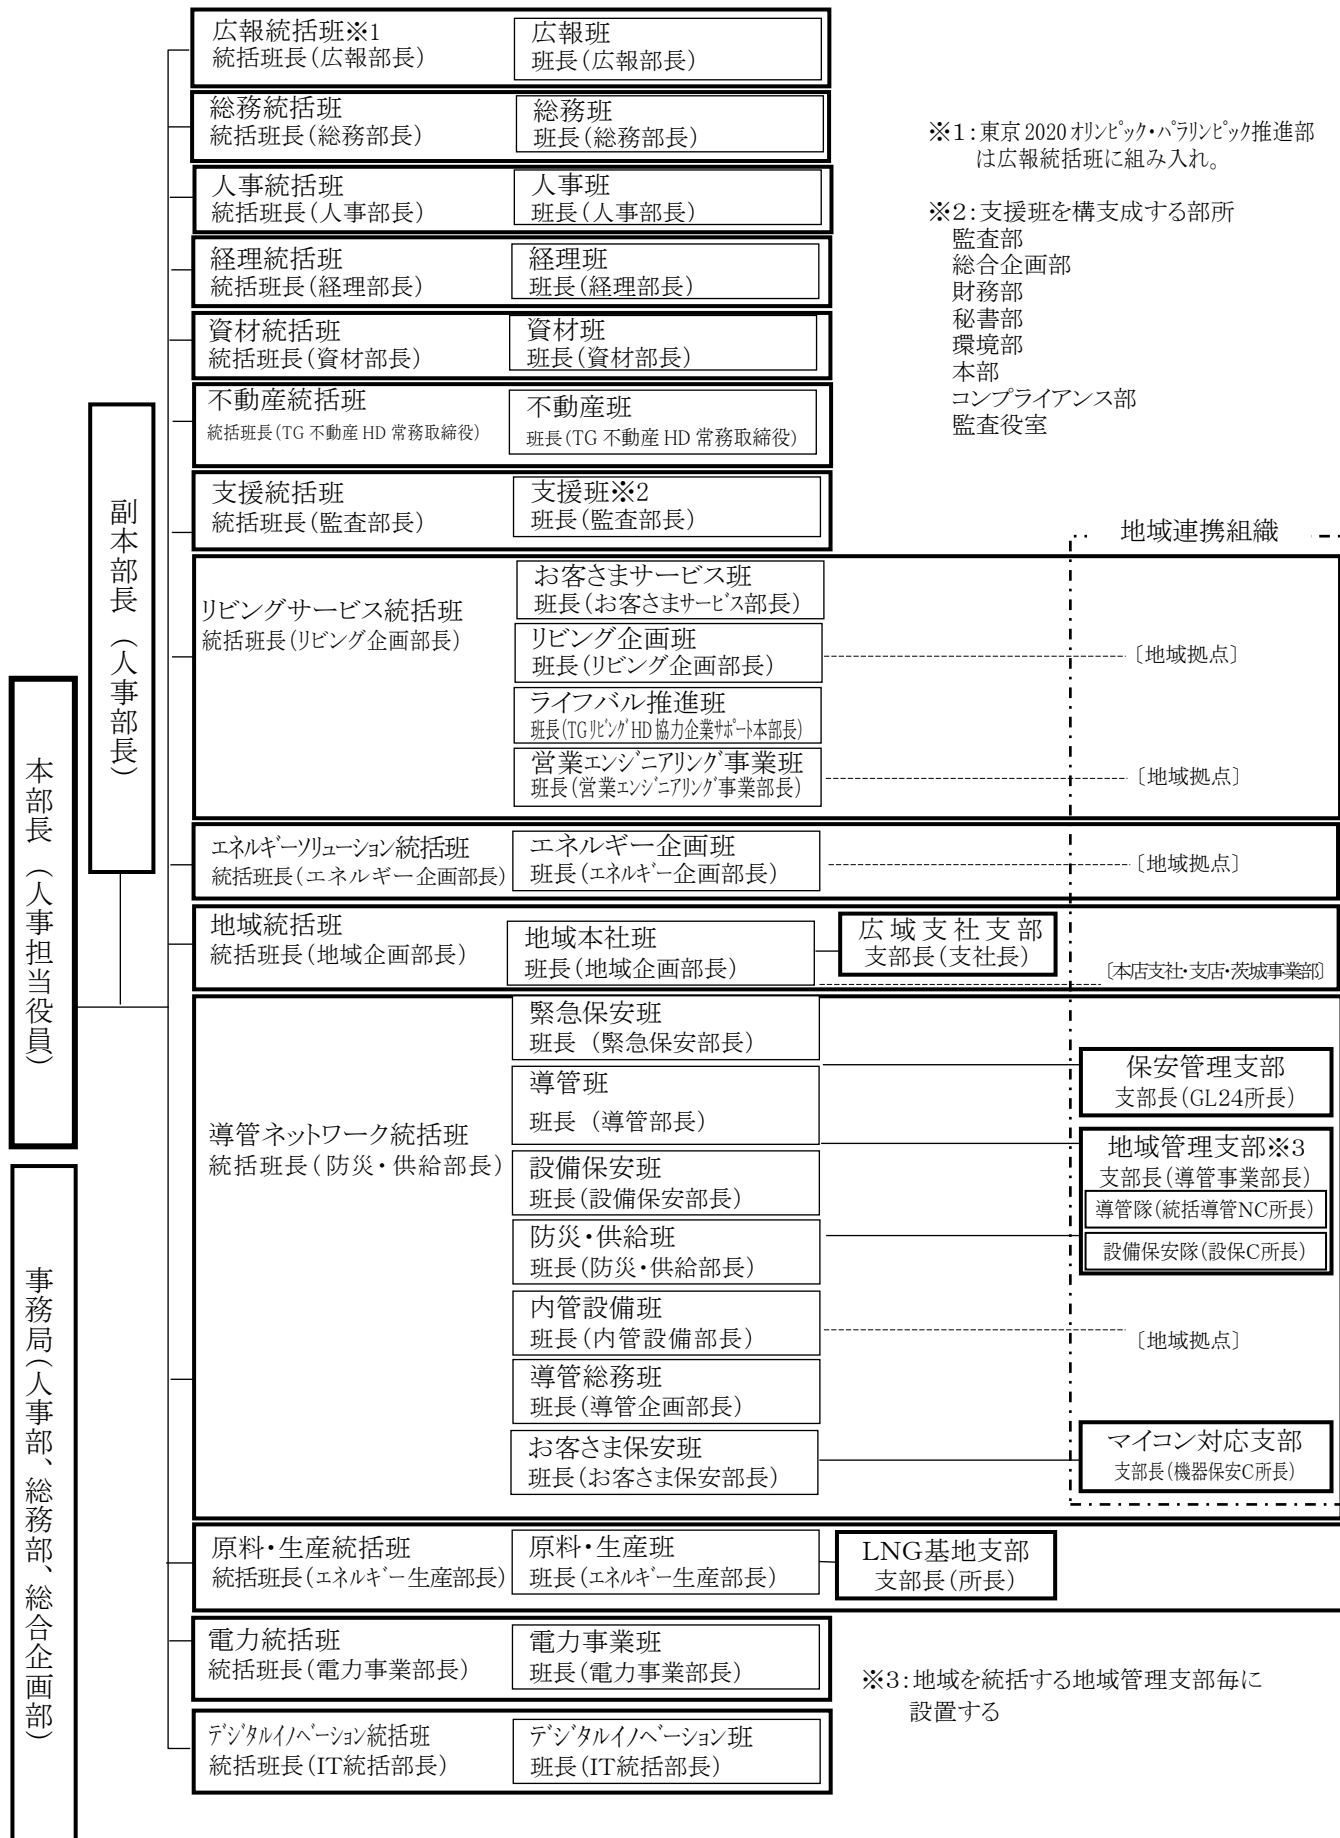 広報統括班※1
統括班長(広報部長)
広報班
班長(広報部長)
総務統括班
統括班長(総務部長)
総務班
班長(総務部長)
人事統括班
統括班長(人事部長)
人事班
班長(人事部長)
経理統括班
統括班長(経理部長)
経理班
班長(経理部長)
資材統括班
統括班長(資材部長)
資材班
班長(資材部長)
不動産統括班
統括班長(TG 不動産 HD 常務取締役)
不動産班
班長(TG 不動産 HD 常務取締役)
支援統括班
統括班長(監査部長)
支援班※2
班長(監査部長)
※1:東京 2020 オリンピック・パラリンピック推進部
は広報統括班に組み入れ。
※2:支援班を構支成する部所
監査部
総合企画部
財務部
秘書部
環境部
本部
コンプライアンス部
監査役室
副本部長(人事部長)
本部長(人事担当役員)
事務局(人事部、総務部、総合企画部)
地域連携組織
リビングサービス統括班
統括班長(リビング企画部長)
お客さまサービス班
班長(お客さまサービス部長)
リビング企画班
班長(リビング企画部長)
〔地域拠点〕
ライフバル推進班
班長(TGリビングHD協力企業サポート本部長)
営業エンジニアリング事業班
班長(営業エンジニアリング事業部長)
〔地域拠点〕
エネルギーソリューション統括班
統括班長(エネルギー企画部長)
エネルギー企画班
班長(エネルギー企画部長)
〔地域拠点〕
地域統括班
統括班長(地域企画部長)
地域本社班
班長(地域企画部長)
広域支社支部
支部長(支社長)
〔本店支社・支店・茨城事業部〕
導管ネットワーク統括班
統括班長(防災・供給部長)
緊急保安班
班長 (緊急保安部長)
導管班
班長 (導管部長)
設備保安班
班長(設備保安部長)
防災・供給班
班長(防災・供給部長)
内管設備班
班長(内管設備部長)
導管総務班
班長(導管企画部長)
お客さま保安班
班長(お客さま保安部長)
保安管理支部
支部長(GL24所長)
地域管理支部※3
支部長(導管事業部長)
導管隊(統括導管NC所長)
設備保安隊(設保C所長)
〔地域拠点〕
マイコン対応支部
支部長(機器保安C所長)
原料・生産統括班
統括班長(エネルギー生産部長)
原料・生産班
班長(エネルギー生産部長)
LNG基地支部
支部長(所長)
電力統括班
統括班長(電力事業部長)
電力事業班
班長(電力事業部長)
デジタルイノベーション統括班
統括班長(IT統括部長)
デジタルイノベーション班
班長(IT統括部長)
※3:地域を統括する地域管理支部毎に
設置する